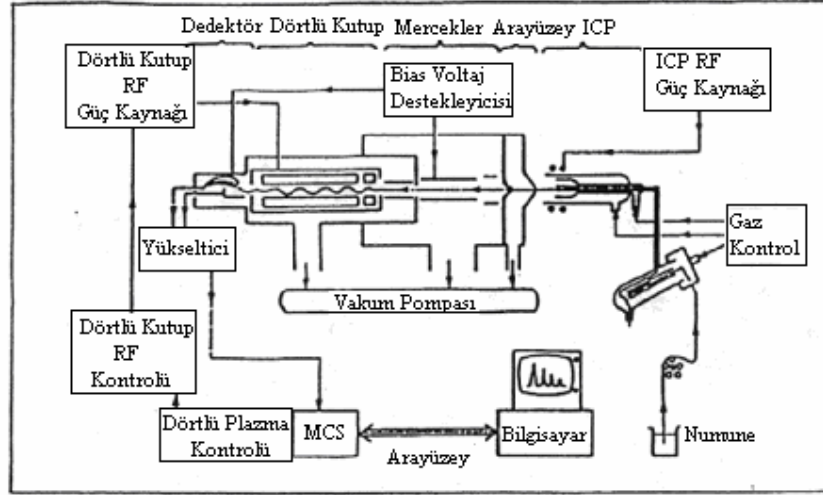 Dedektör Dörtlü Kutup Mercekler Arayüzey ICP
Dörtlü Kutup
RF
Güç Kaynağı
Bias Voltaj
Destekleyicisi
ICP RF
Güç Kaynağı
Gaz
Kontrol
Yükseltici
Vakum Pompası
Dörtlü Kutup
RF
Kontrolü
Dörtlü Plazma
Kontrolü
MCS
Arayüzey
Bilgisayar
Numune